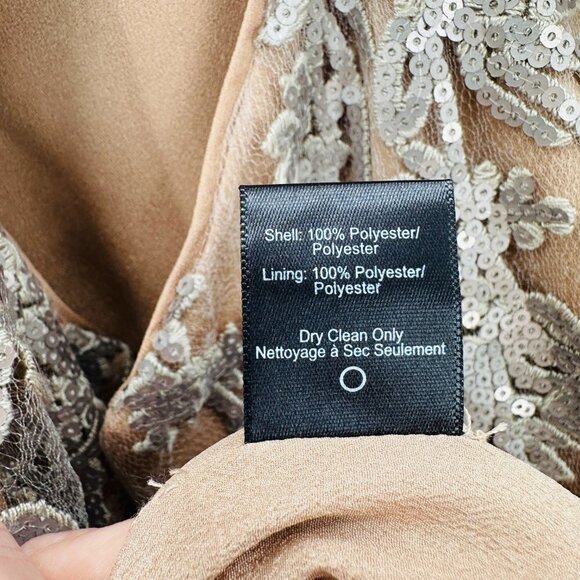 Shell: 100% Polyester/
Polyester
Lining: 100% Polyester/
Polyester
Dry Clean Only
Nettoyage à Sec Seulement